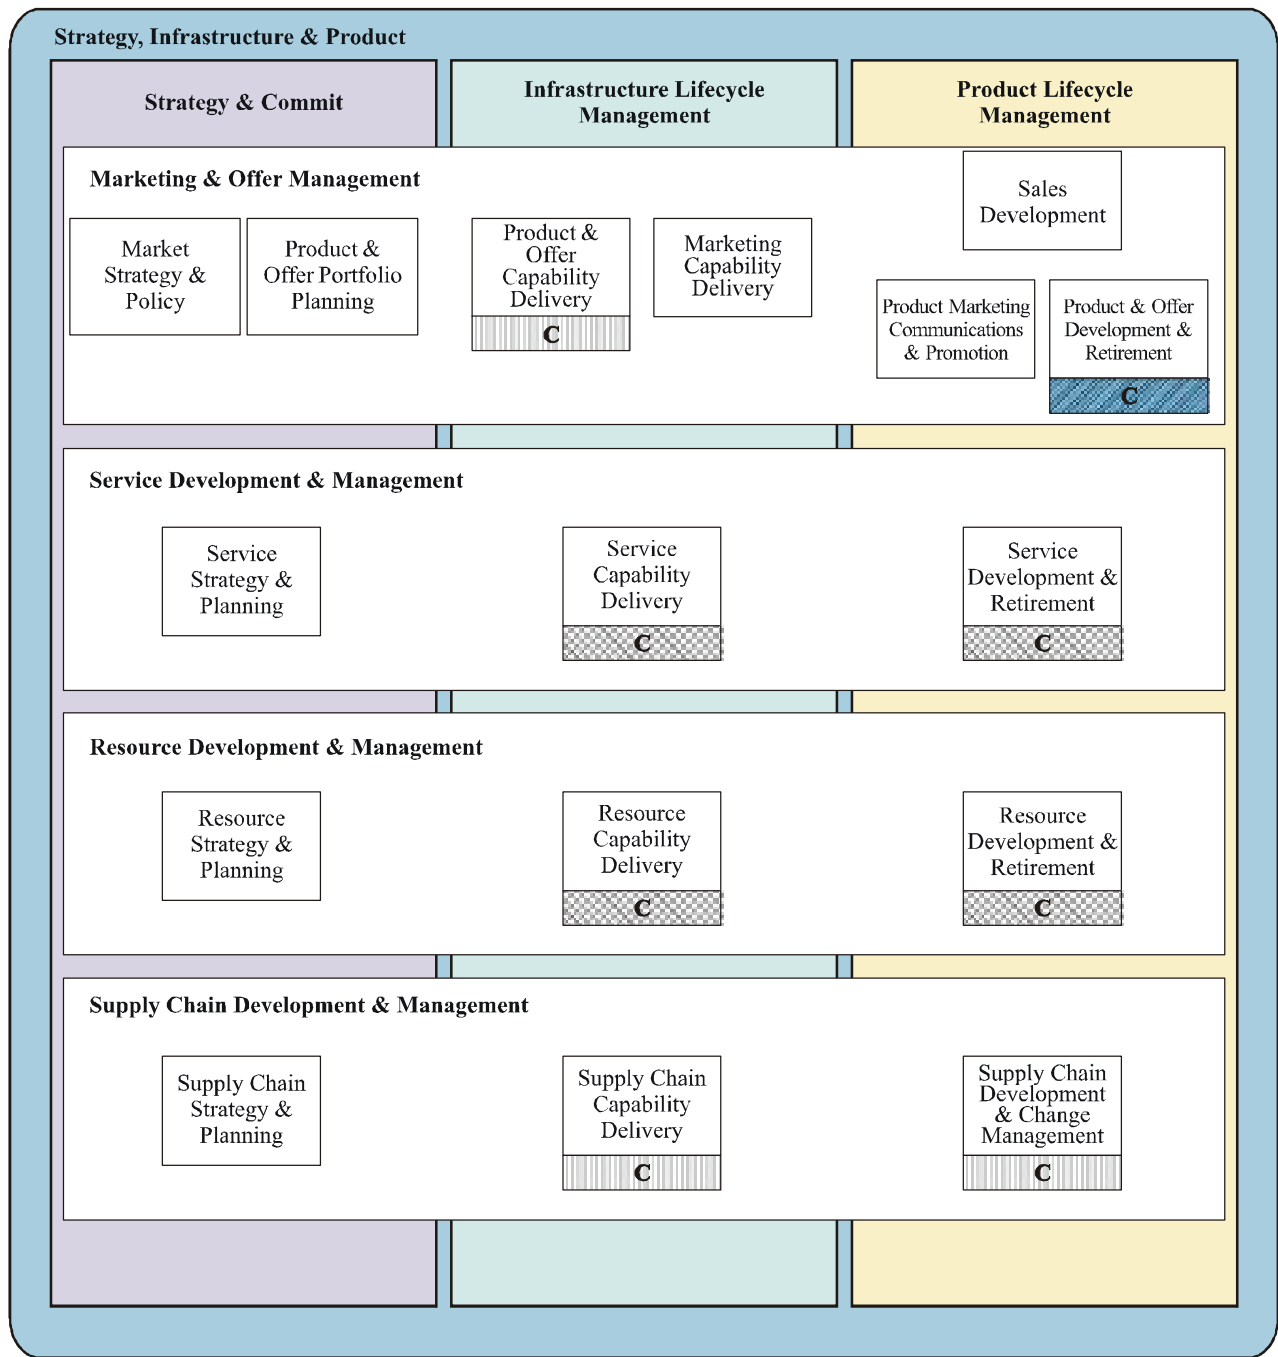 Strategy, Infrastructure & Product
Strategy & Commit
Infrastructure Lifecycle
Management
Product Lifecycle
Management
Marketing & Offer Management
Market
Strategy &
Policy
Product &
Offer Portfolio
Planning
Product &
Offer
Capability
Delivery
C
Marketing
Capability
Delivery
Sales
Development
Product Marketing
Communications
& Promotion
Product & Offer
Development &
Retirement
C
Service Development & Management
Service
Strategy &
Planning
Service
Capability
Delivery
C
Service
Development &
Retirement
C
Resource Development & Management
Resource
Strategy &
Planning
Resource
Capability
Delivery
C
Resource
Development &
Retirement
C
Supply Chain Development & Management
Supply Chain
Strategy &
Planning
Supply Chain
Capability
Delivery
C
Supply Chain
Development
& Change
Management
C